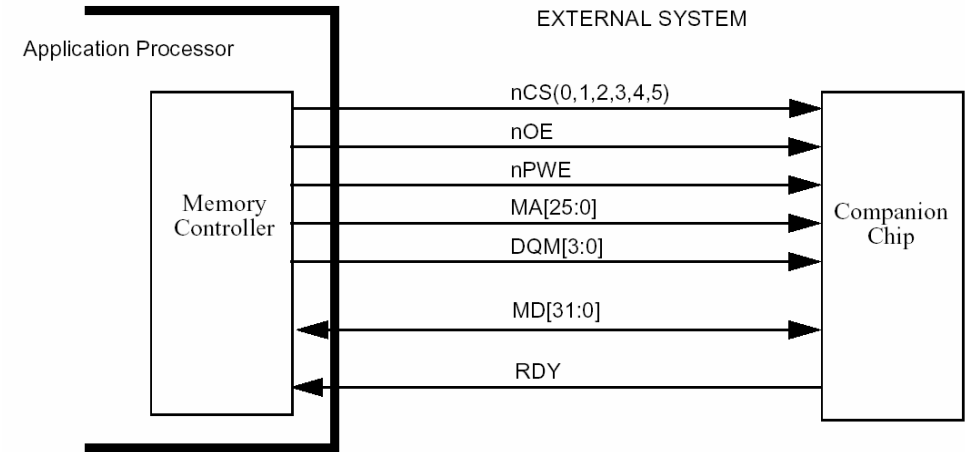 EXTERNAL SYSTEM
Application Processor
nCS(0,1,2,3,4,5)
nOE
nPWE
MA[25:0]
DQM[3:0]
MD[31:0]
RDY
Memory
Controller
Companion
Chip